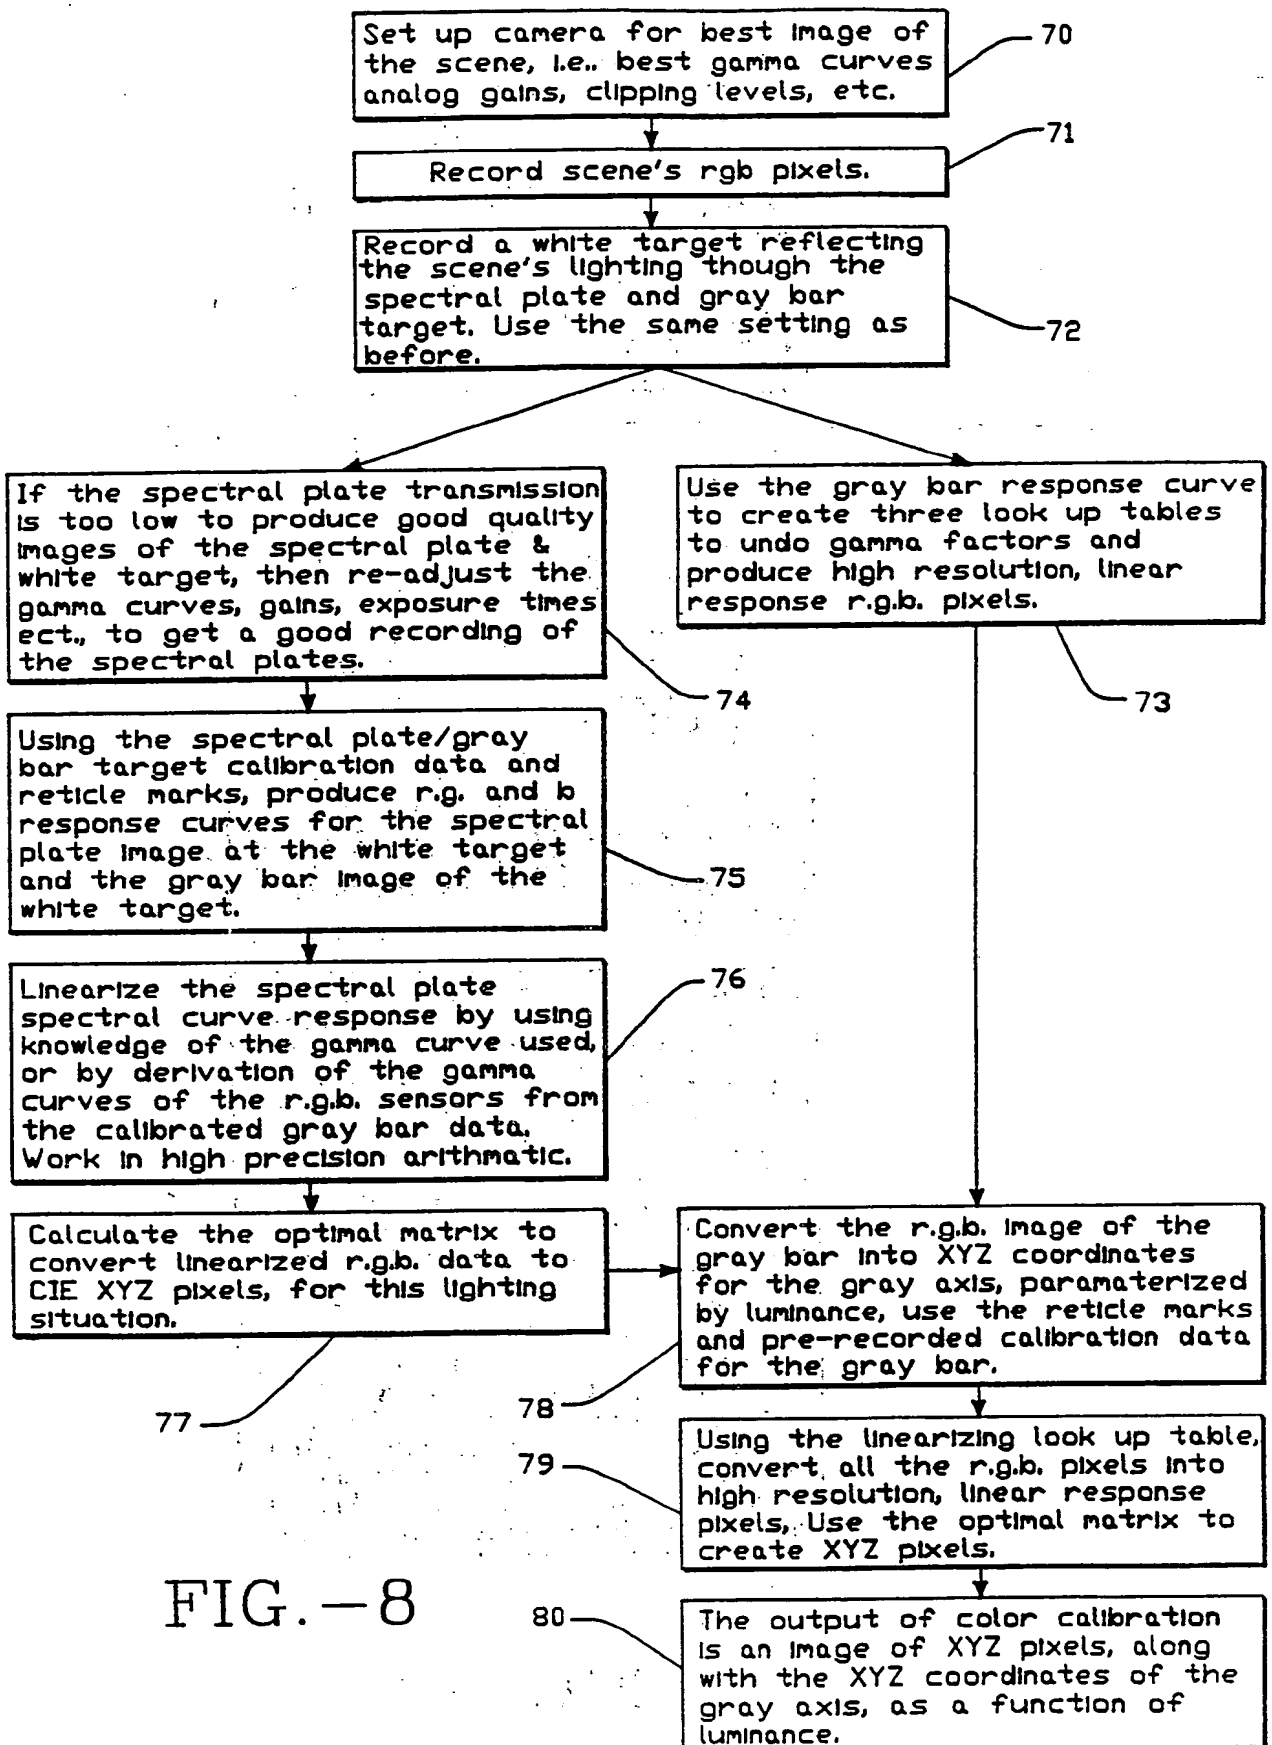 Set up camera for best image of
the scene, i.e.. best gamma curves
analog gains, clipping levels, etc.
70
Record scene's rgb pixels.
71
Record a white target reflecting
the scene's lighting though the
spectral plate and gray bar
target. Use the same setting as
before.
72
If the spectral plate transmission
is too low to produce good quality
images of the spectral plate &
white target, then re-adjust the
gamma curves, gains, exposure times
ect., to get a good recording of
the spectral plates.
74
Use the gray bar response curve
to create three look up tables
to undo gamma factors and
produce high resolution, linear
response r.g.b. pixels.
73
Using the spectral plate/gray
bar target calibration data and
reticle marks, produce r.g. and b
response curves for the spectral
plate image at the white target
and the gray bar image of the
white target.
75
Linearize the spectral plate
spectral curve response by using
knowledge of the gamma curve used,
or by derivation of the gamma
curves of the r.g.b. sensors from
the calibrated gray bar data.
Work in high precision arithmatic.
76
Calculate the optimal matrix to
convert linearized r.g.b. data to
CIE XYZ pixels, for this lighting
situation.
77
Convert the r.g.b. image of the
gray bar into XYZ coordinates
for the gray axis, paramaterized
by luminance, use the reticle marks
and pre-recorded calibration data
for the gray bar.
78
Using the linearizing look up table,
convert all the r.g.b. pixels into
high resolution, linear response
pixels, Use the optimal matrix to
create XYZ pixels.
79
The output of color calibration
is an image of XYZ pixels, along
with the XYZ coordinates of the
gray axis, as a function of
luminance.
80
FIG.-8